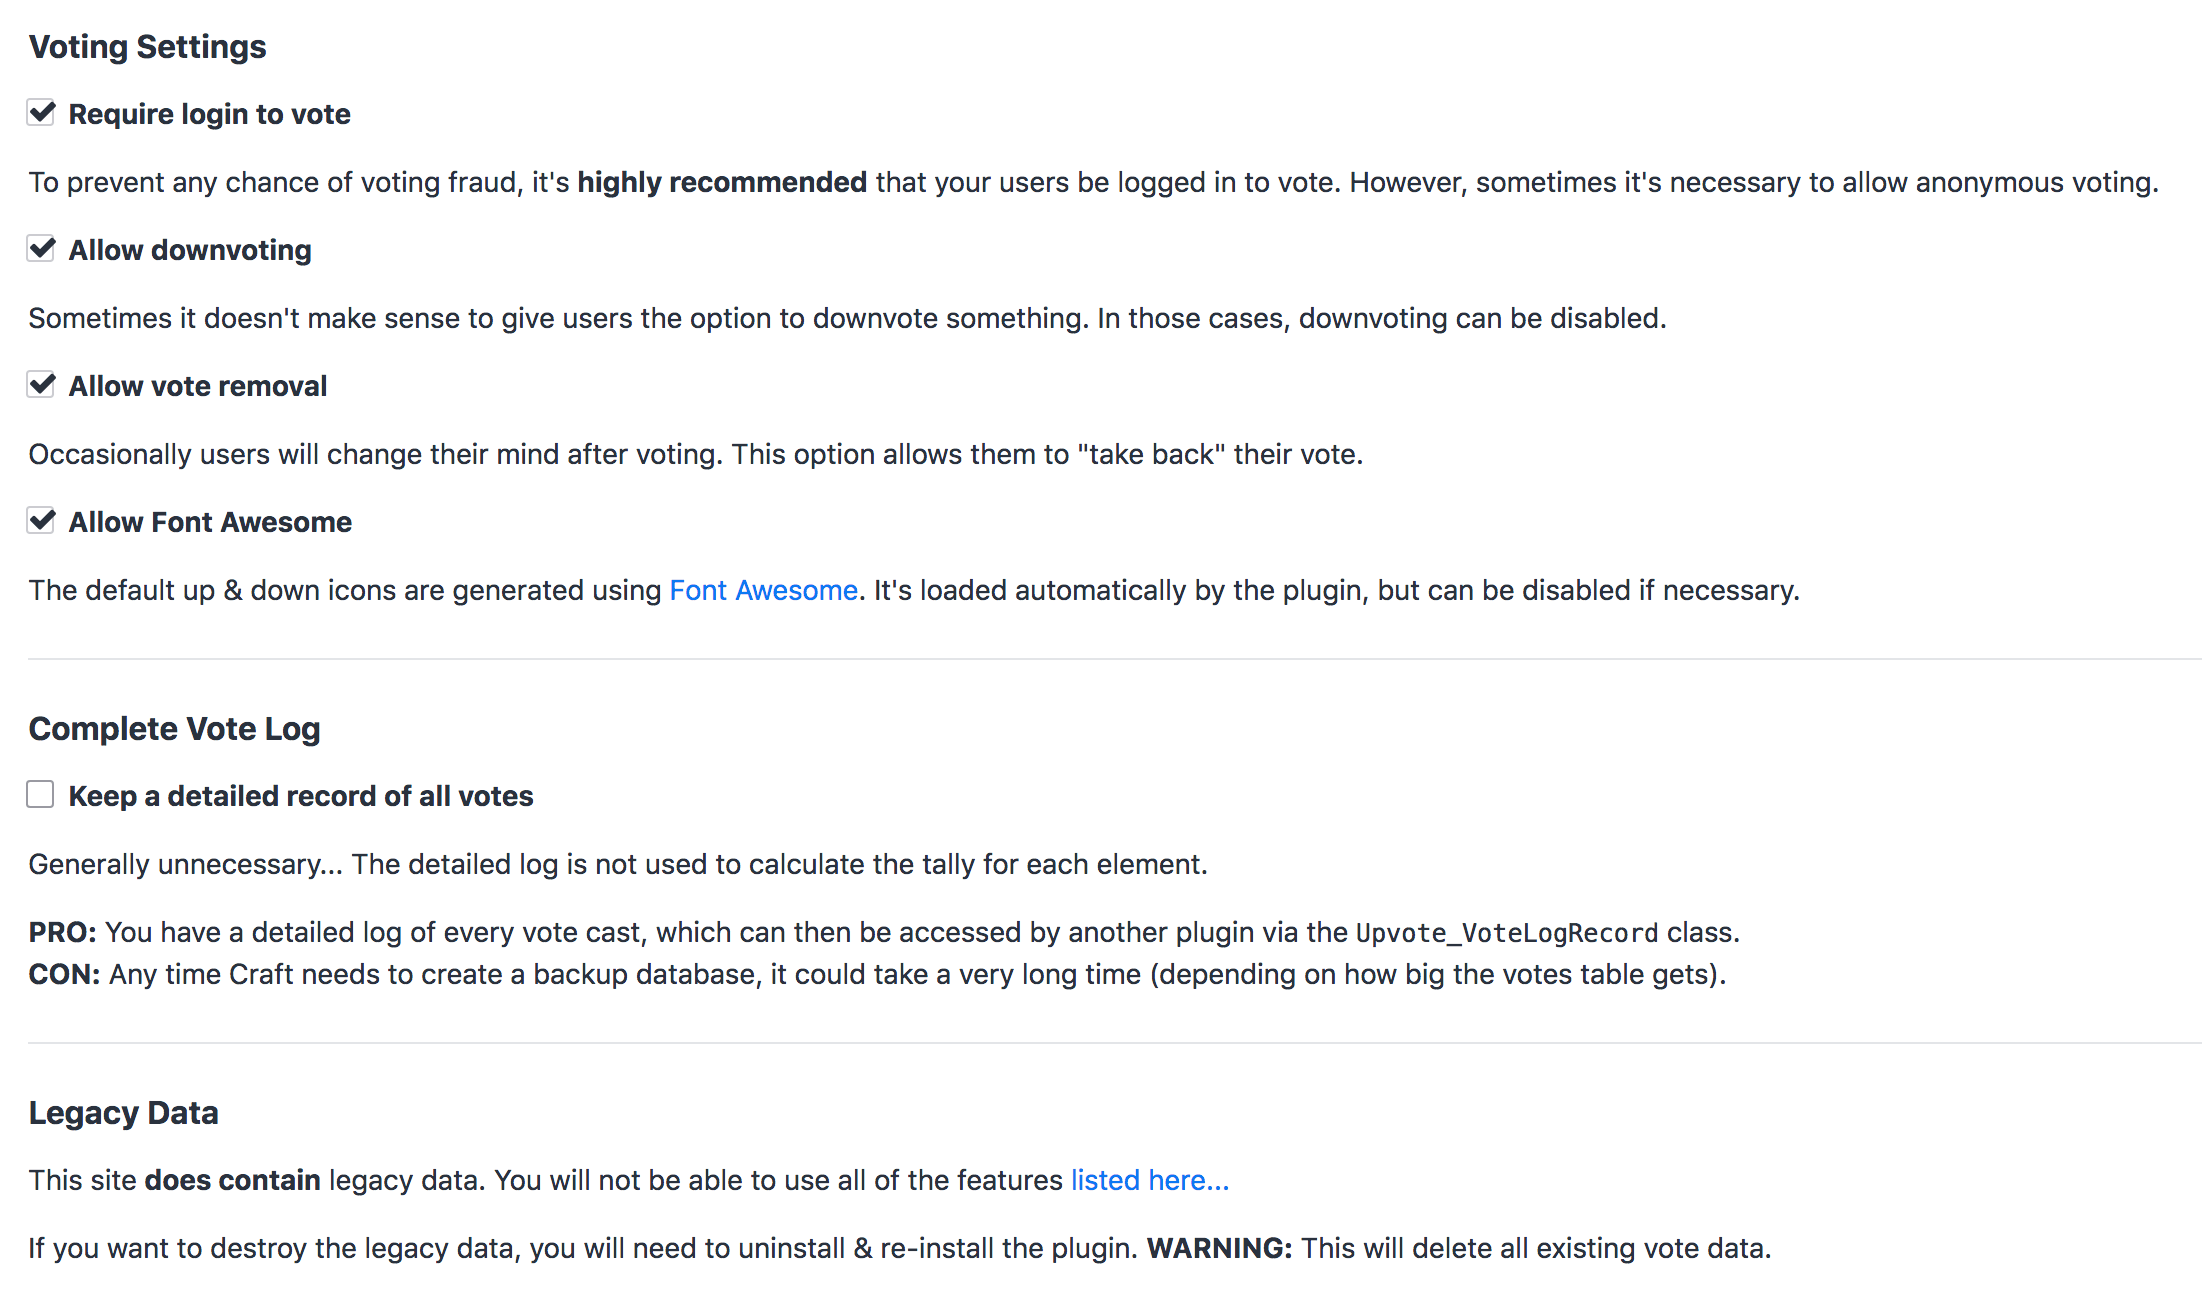 Voting Settings
Require login to vote
To prevent any chance of voting fraud, it's highly recommended that your users be logged in to vote. However, sometimes it's necessary to allow anonymous voting.
Allow downvoting
Sometimes it doesn't make sense to give users the option to downvote something. In those cases, downvoting can be disabled.
Allow vote removal
Occasionally users will change their mind after voting. This option allows them to "take back" their vote.
Allow Font Awesome
The default up & down icons are generated using Font Awesome. It's loaded automatically by the plugin, but can be disabled if necessary.
Complete Vote Log
Keep a detailed record of all votes
Generally unnecessary... The detailed log is not used to calculate the tally for each element.
PRO: You have a detailed log of every vote cast, which can then be accessed by another plugin via the Upvote_VoteLogRecord class.
CON: Any time Craft needs to create a backup database, it could take a very long time (depending on how big the votes table gets).
Legacy Data
This site does contain legacy data. You will not be able to use all of the features listed here...
If you want to destroy the legacy data, you will need to uninstall & re-install the plugin. WARNING: This will delete all existing vote data.